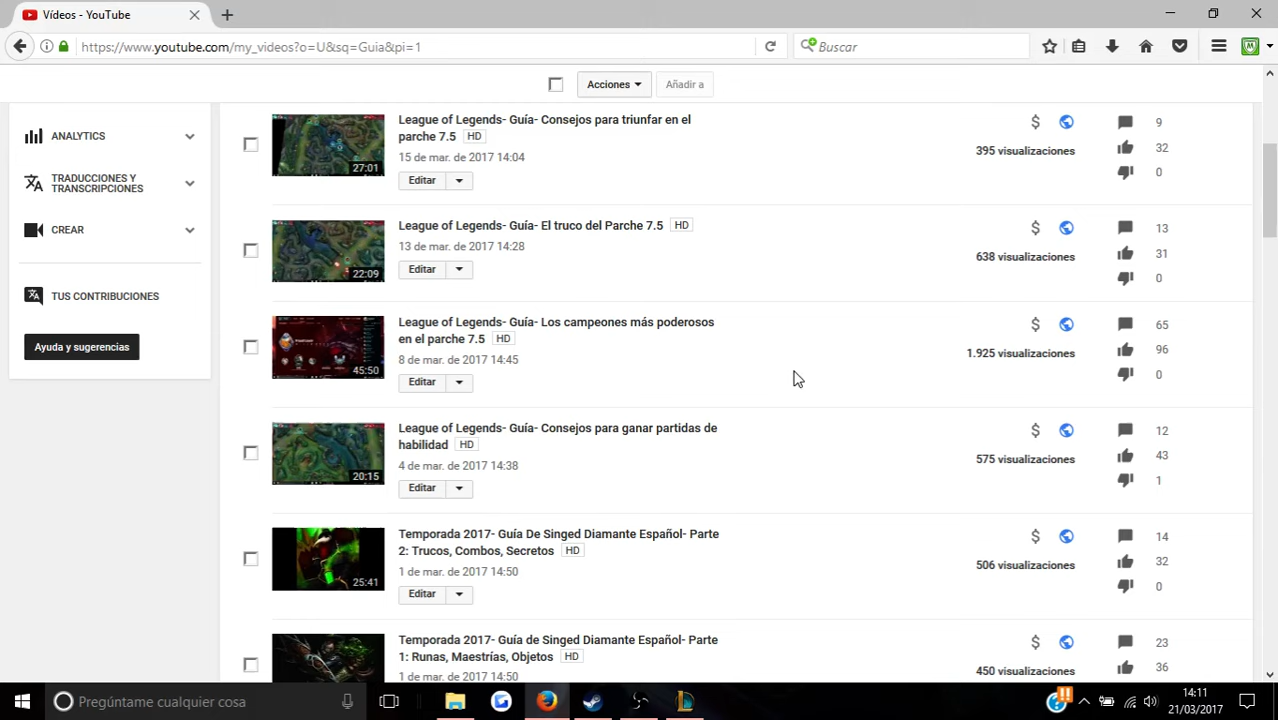 Vídeos - YouTube
https://www.youtube.com/my_videos?o=U&sq=Guia&pi=1
Buscar
Acciones
Añadir a
ANALYTICS
TRADUCCIONES Y
TRANSCRIPCIONES
CREAR
TUS CONTRIBUCIONES
Ayuda y sugerencias
League of Legends- Guía- Consejos para triunfar en el
parche 7.5 HD
15 de mar. de 2017 14:04
Editar
27:01
395 visualizaciones
9
32
0
League of Legends- Guía- El truco del Parche 7.5 HD
13 de mar. de 2017 14:28
Editar
22:09
638 visualizaciones
13
31
0
League of Legends- Guía- Los campeones más poderosos
en el parche 7.5 HD
8 de mar. de 2017 14:45
Editar
45:50
1.925 visualizaciones
65
96
0
League of Legends- Guía- Consejos para ganar partidas de
habilidad HD
4 de mar. de 2017 14:38
Editar
20:15
575 visualizaciones
12
43
1
Temporada 2017- Guía De Singed Diamante Español- Parte
2: Trucos, Combos, Secretos HD
1 de mar. de 2017 14:50
Editar
25:41
506 visualizaciones
14
32
0
Temporada 2017- Guía de Singed Diamante Español- Parte
1: Runas, Maestrías, Objetos HD
1 de mar. de 2017 14:50
450 visualizaciones
23
36
Pregúntame cualquier cosa
14:11
21/03/2017